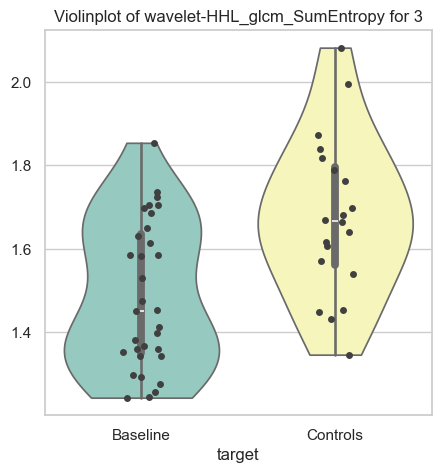 Violinplot of wavelet-HHL_glcm_SumEntropy for 3
2.0
1.8
1.6
1.4
Baseline
Controls
target